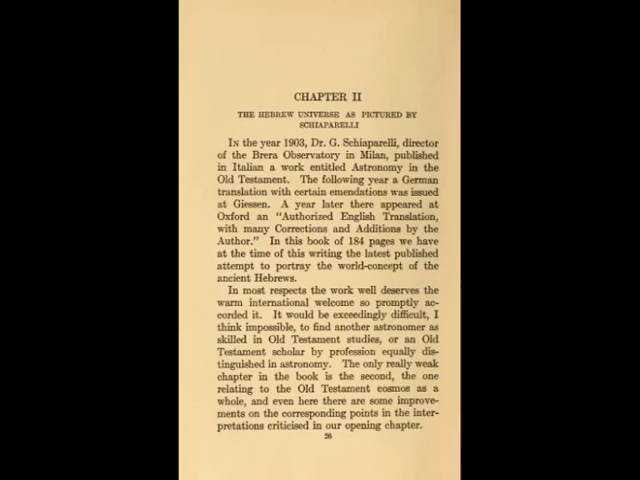 CHAPTER II
THE HEBREW UNIVERSE AS PICTURED BY
SCHIAPARELLI
In the year 1903, Dr. G. Schiaparelli, director
of the Brera Observatory in Milan, published
in Italian a work entitled Astronomy in the
Old Testament. The following year a German
translation with certain emendations was issued
at Giessen. A year later there appeared at
Oxford an "Authorized English Translation,
with many Corrections and Additions by the
Author." In this book of 184 pages we have
at the time of this writing the latest published
attempt to portray the world-concept of the
ancient Hebrews.
In most respects the work well deserves the
warm international welcome so promptly ac-
corded it. It would be exceedingly difficult, I
think impossible, to find another astronomer as
skilled in Old Testament studies, or an Old
Testament scholar by profession equally dis-
tinguished in astronomy. The only really weak
chapter in the book is the second, the one
relating to the Old Testament cosmos as a
whole, and even here there are some improve-
ments on the corresponding points in the inter-
pretations criticised in our opening chapter.
26